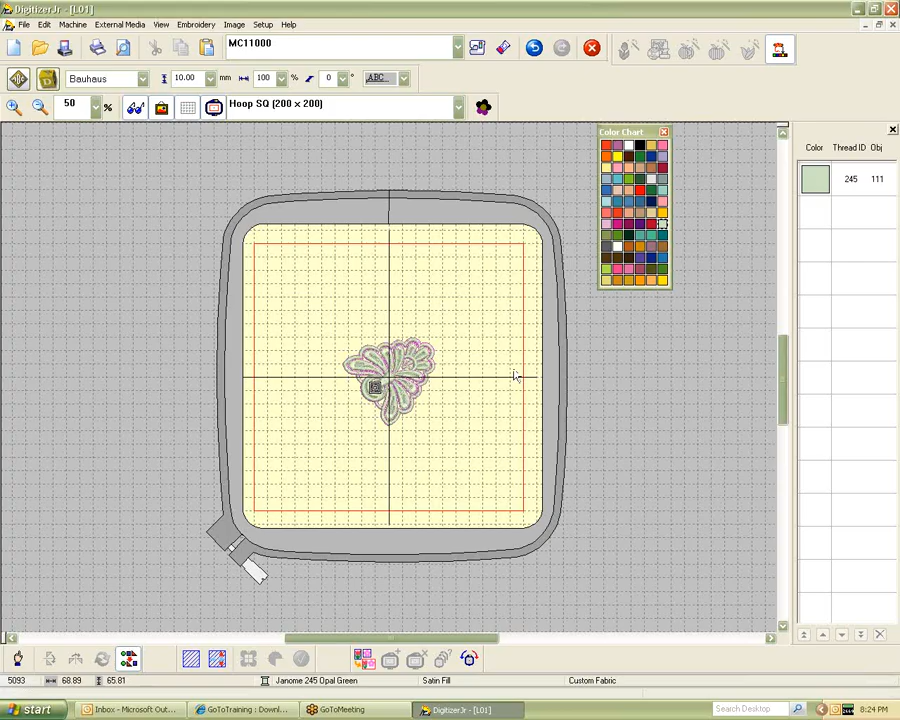 DigitizerJr - [L01]
File Edit Machine External Media View Embroidery Image Setup Help
MC11000
Bauhaus 10.00 mm 100 % 0 ABC
50 % Hoop SQ (200 x 200)
Color Chart
Color Thread ID Obj
245 111
5093 68.89 65.81 Janome 245 Opal Green Satin Fill Custom Fabric
start Inbox - Microsoft Out... GoToTraining : Downl... GoToMeeting DigitizerJr - [L01] Search Desktop 8:24 PM